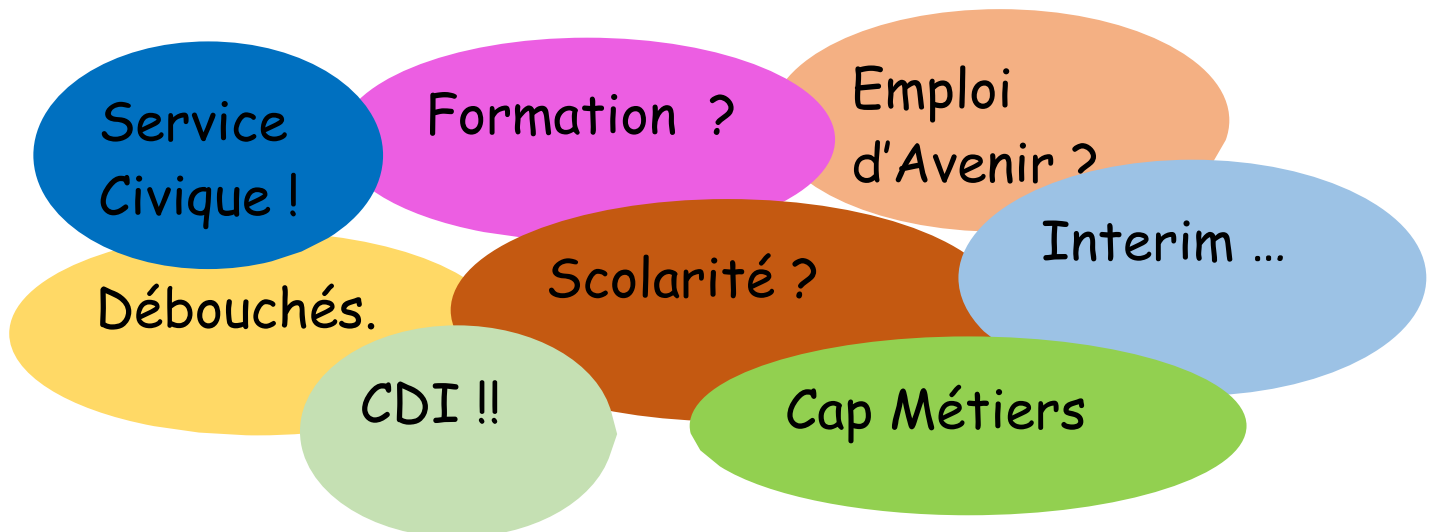 Service
Civique !
Formation ?
Emploi
d’Avenir ?
Interim ...
Scolarité ?
Débouchés.
CDI !!
Cap Métiers